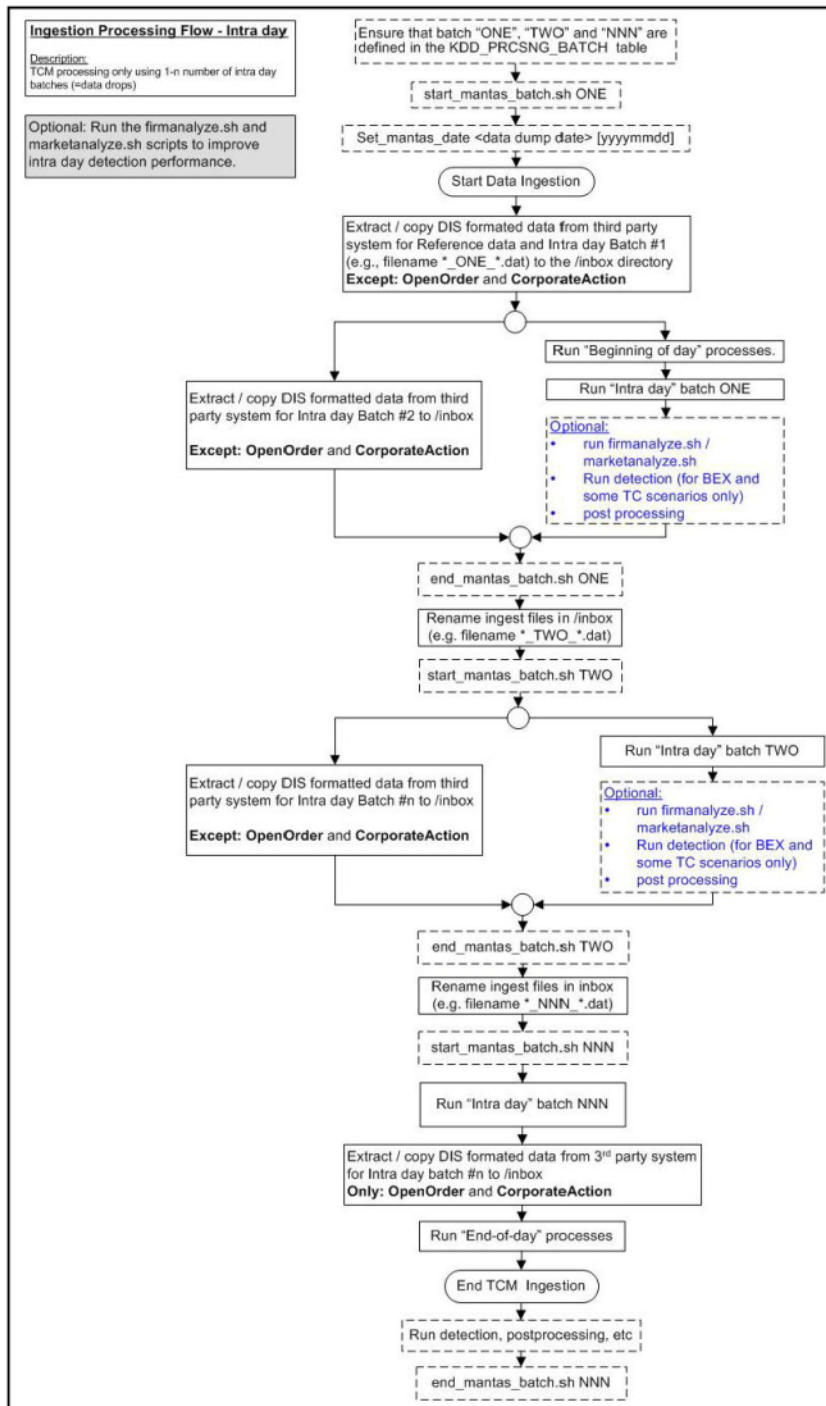 Ingestion Processing Flow - Intra day
Description:
TCM processing only using 1-n number of intra day
batches (=data drops)
Optional: Run the firmanalyze.sh and
marketanalyze.sh scripts to improve
intra day detection performance.
Ensure that batch “ONE”, “TWO” and “NNN” are
defined in the KDD_PRCSNG_BATCH table
start_mantas_batch.sh ONE
Set_mantas_date <data dump date> [yyyymmdd]
Start Data Ingestion
Extract / copy DIS formated data from third party
system for Reference data and Intra day Batch #1
(e.g., filename *_ONE_*.dat) to the /inbox directory
Except: OpenOrder and CorporateAction
Run “Beginning of day” processes.
Run “Intra day” batch ONE
Extract / copy DIS formatted data from third
party system for Intra day Batch #2 to /inbox
Except: OpenOrder and CorporateAction
Optional:
• run firmanalyze.sh /
marketanalyze.sh
• Run detection (for BEX and
some TC scenarios only)
• post processing
end_mantas_batch.sh ONE
Rename ingest files in /inbox
(e.g. filename *_TWO_*.dat)
start_mantas_batch.sh TWO
Run “Intra day” batch TWO
Extract / copy DIS formatted data from third
party system for Intra day Batch #n to /inbox
Except: OpenOrder and CorporateAction
Optional:
• run firmanalyze.sh /
marketanalyze.sh
• Run detection (for BEX and
some TC scenarios only)
• post processing
end_mantas_batch.sh TWO
Rename ingest files in inbox
(e.g. filename *_NNN_*.dat)
start_mantas_batch.sh NNN
Run “Intra day” batch NNN
Extract / copy DIS formated data from 3rd party system
for Intra day batch #n to /inbox
Only: OpenOrder and CorporateAction
Run “End-of-day” processes
End TCM Ingestion
Run detection, postprocessing, etc
end_mantas_batch.sh NNN